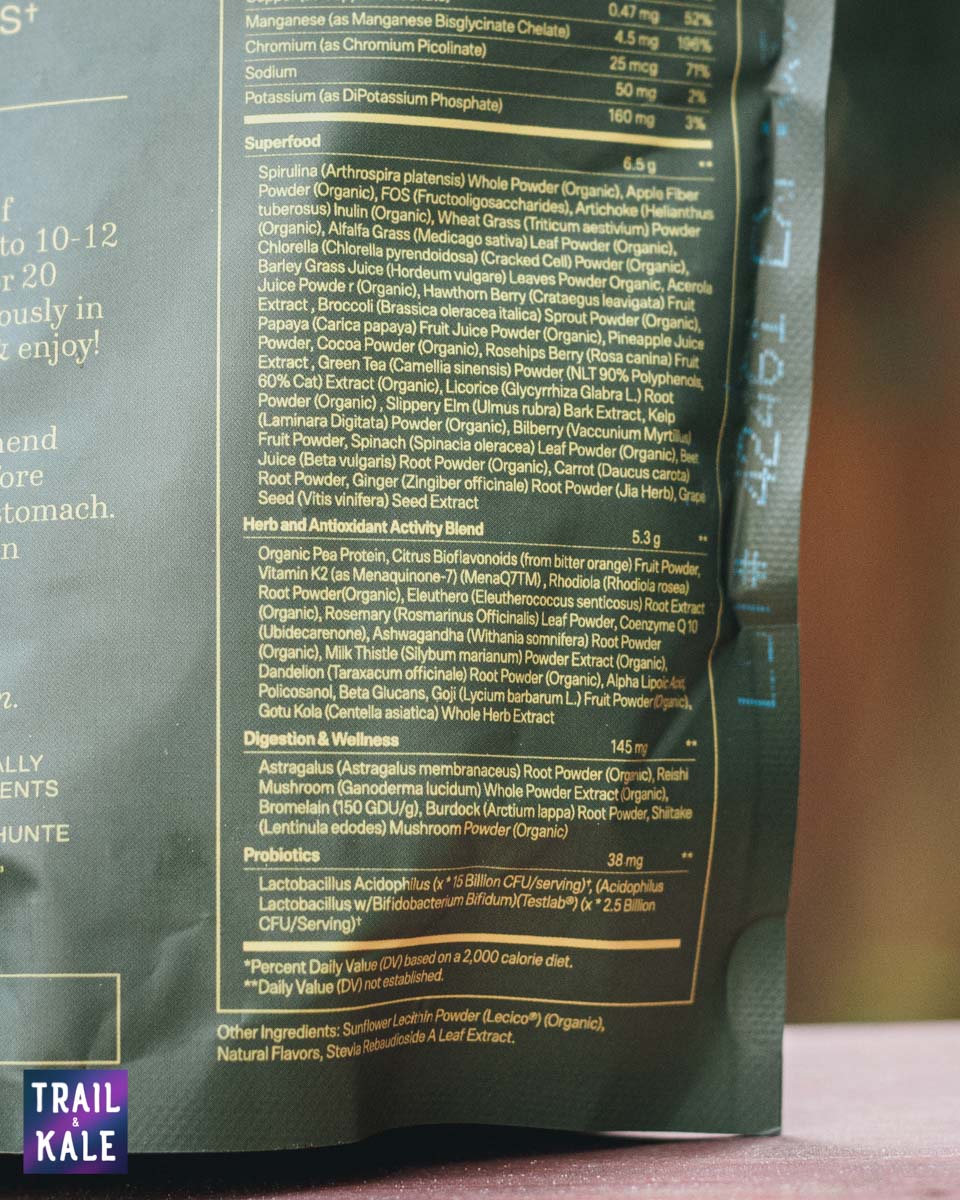 S†
f
to 10-12
r 20
ously in
& enjoy!
mend
ore
stomach.
n
n.
ALLY
ENTS
HUNTE
0.47 mg 52%
Manganese (as Manganese Bisglycinate Chelate) 4.5 mg 196%
Chromium (as Chromium Picolinate) 25 mcg 71%
Sodium 50 mg 2%
Potassium (as DiPotassium Phosphate) 160 mg 3%
Superfood 6.5 g **
Spirulina (Arthrospira platensis) Whole Powder (Organic), Apple Fiber
Powder (Organic), FOS (Fructooligosaccharides), Artichoke (Helianthus
tuberosus) Inulin (Organic), Wheat Grass (Triticum aestivium) Powder
(Organic), Alfalfa Grass (Medicago sativa) Leaf Powder (Organic),
Chlorella (Chlorella pyrendoidosa) (Cracked Cell) Powder (Organic),
Barley Grass Juice (Hordeum vulgare) Leaves Powder Organic, Acerola
Juice Powde r (Organic), Hawthorn Berry (Crataegus leavigata) Fruit
Extract , Broccoli (Brassica oleracea italica) Sprout Powder (Organic),
Papaya (Carica papaya) Fruit Juice Powder (Organic), Pineapple Juice
Powder, Cocoa Powder (Organic), Rosehips Berry (Rosa canina) Fruit
Extract , Green Tea (Camellia sinensis) Powder (NLT 90% Polyphenols,
60% Cat) Extract (Organic), Licorice (Glycyrrhiza Glabra L.) Root
Powder (Organic) , Slippery Elm (Ulmus rubra) Bark Extract, Kelp
(Laminara Digitata) Powder (Organic), Bilberry (Vaccunium Myrtillus)
Fruit Powder, Spinach (Spinacia oleracea) Leaf Powder (Organic), Beet
Juice (Beta vulgaris) Root Powder (Organic), Carrot (Daucus carota)
Root Powder, Ginger (Zingiber officinale) Root Powder (Jia Herb), Grape
Seed (Vitis vinifera) Seed Extract
Herb and Antioxidant Activity Blend 5.3 g **
Organic Pea Protein, Citrus Bioflavonoids (from bitter orange) Fruit Powder,
Vitamin K2 (as Menaquinone-7) (MenaQ7TM) , Rhodiola (Rhodiola rosea)
Root Powder(Organic), Eleuthero (Eleutherococcus senticosus) Root Extract
(Organic), Rosemary (Rosmarinus Officinalis) Leaf Powder, Coenzyme Q10
(Ubidecarenone), Ashwagandha (Withania somnifera) Root Powder
(Organic), Milk Thistle (Silybum marianum) Powder Extract (Organic),
Dandelion (Taraxacum officinale) Root Powder (Organic), Alpha Lipoic Acid,
Policosanol, Beta Glucans, Goji (Lycium barbarum L.) Fruit Powder (Organic),
Gotu Kola (Centella asiatica) Whole Herb Extract
Digestion & Wellness 145 mg **
Astragalus (Astragalus membranaceus) Root Powder (Organic), Reishi
Mushroom (Ganoderma lucidum) Whole Powder Extract (Organic),
Bromelain (150 GDU/g), Burdock (Arctium lappa) Root Powder, Shiitake
(Lentinula edodes) Mushroom Powder (Organic)
Probiotics 38 mg **
Lactobacillus Acidophilus (x * 15 Billion CFU/serving)†, (Acidophilus
Lactobacillus w/Bifidobacterium Bifidum)(Testlab®) (x * 2.5 Billion
CFU/Serving)†
*Percent Daily Value (DV) based on a 2,000 calorie diet.
**Daily Value (DV) not established.
Other Ingredients: Sunflower Lecithin Powder (Lecico®) (Organic),
Natural Flavors, Stevia Rebaudioside A Leaf Extract.
TRAIL
&
KALE